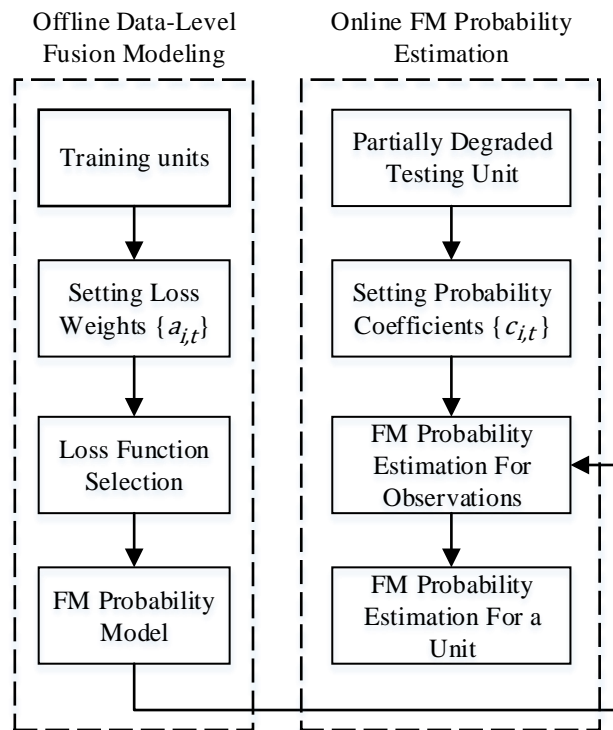 Offline Data-Level
Fusion Modeling
Training units
Setting Loss
Weights {a_{i,t}}
Loss Function
Selection
FM Probability
Model
Online FM Probability
Estimation
Partially Degraded
Testing Unit
Setting Probability
Coefficients {c_{i,t}}
FM Probability
Estimation For
Observations
FM Probability
Estimation For a
Unit